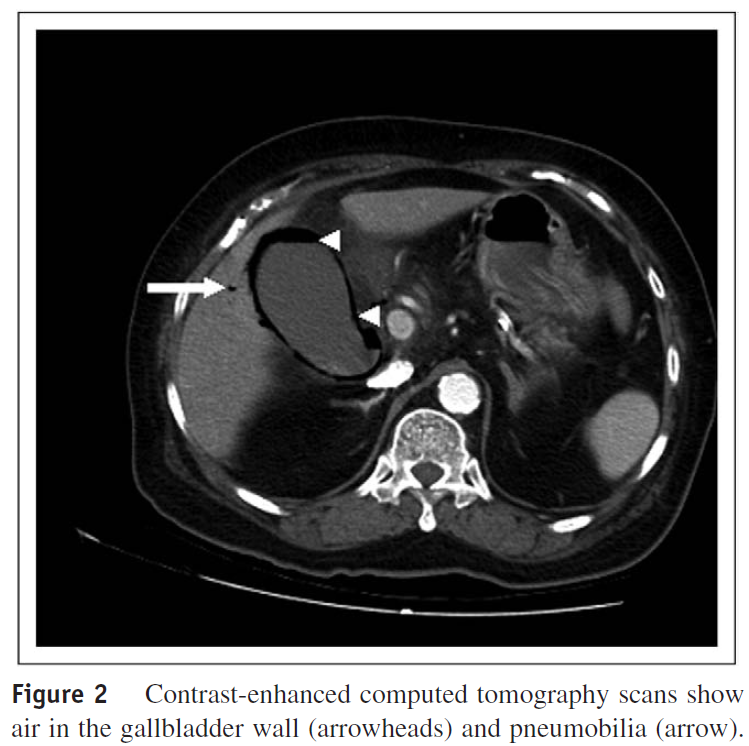 Figure 2 Contrast-enhanced computed tomography scans show
air in the gallbladder wall (arrowheads) and pneumobilia (arrow).